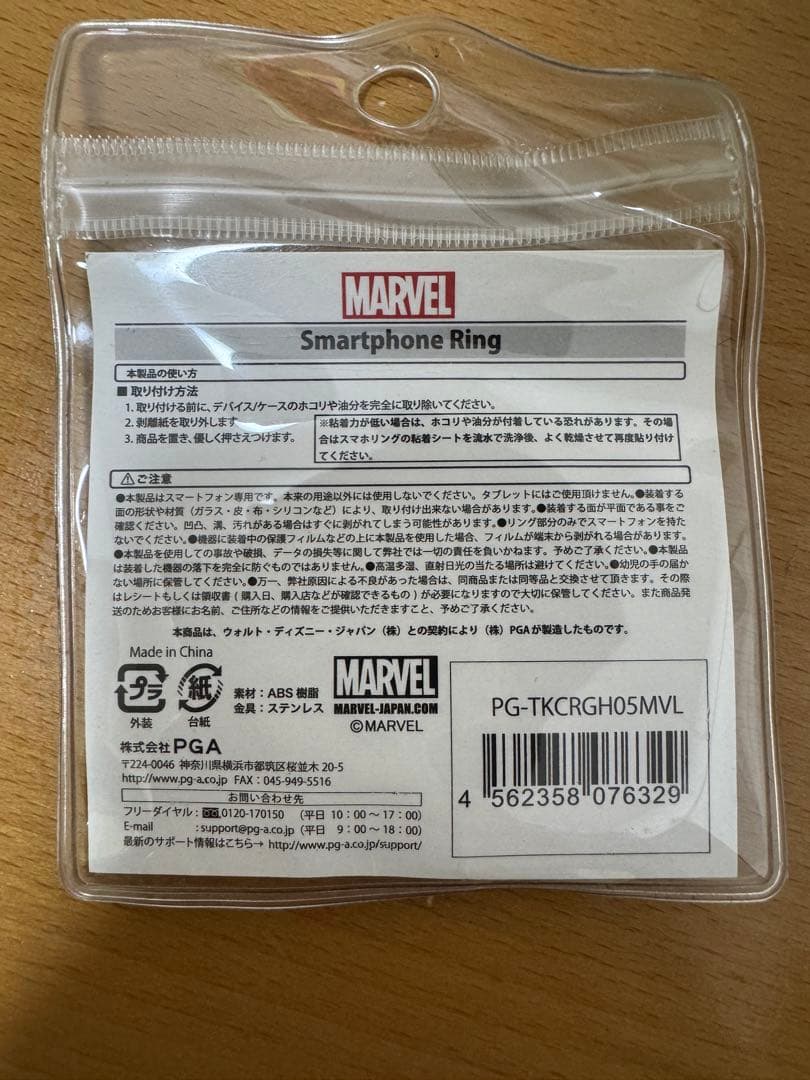 MARVEL
Smartphone Ring
本製品の使い方
■ 取り付け方法
1. 取り付ける前に、デバイス/ケースのホコリや油分を完全に取り除いてください。
2. 剥離紙を取り外します
3. 商品を置き、優しく押さえつけます。
※粘着力が低い場合は、ホコリや油分が付着している恐れがあります。その場
合はスマホリングの粘着シートを流水で洗浄後、よく乾燥させて再度貼り付け
てください。
⚠ご注意
●本製品はスマートフォン専用です。本来の用途以外には使用しないでください。タブレットにはご使用頂けません。●装着する
面の形状や材質（ガラス・皮・布・シリコンなど）により、取り付け出来ない場合があります。●装着する面が平面である事をご
確認ください。凹凸、溝、汚れがある場合はすぐに剥がれてしまう可能性があります。●リング部分のみでスマートフォンを持た
ないでください。●機器に装着中の保護フィルムなどの上に本製品を使用した場合、フィルムが端末から剥がれる場合があります。
●本製品を使用しての事故や破損、データの損失等に関して弊社では一切の責任を負いかねます。予めご了承ください。●本製品
は装着した機器の落下を完全に防ぐものではありません。●高温多湿、直射日光の当たる場所は避けてください。●幼児の手の届か
ない場所に保管してください。●万一、弊社原因による不良があった場合は、同商品または同等品と交換させて頂きます。その際
はレシートもしくは領収書（購入日、購入店などが確認できるもの）が必要になりますので大切に保管してください。また商品発
送のためお客様にお名前、ご住所などの情報をご提供いただきますこと、予めご了承ください。
本商品は、ウォルト・ディズニー・ジャパン（株）との契約により（株）PGAが製造したものです。
Made in China
プラ
外装
紙
台紙
素材：ABS 樹脂
金具：ステンレス
MARVEL
MARVEL-JAPAN.COM
©MARVEL
株式会社PGA
〒224-0046 神奈川県横浜市都筑区桜並木 20-5
http://www.pg-a.co.jp FAX：045-949-5516
お問い合わせ先
フリーダイヤル：0120-170150 （平日 10：00～17：00）
E-mail :support@pg-a.co.jp（平日 9：00～18：00）
最新のサポート情報はこちら→ http://www.pg-a.co.jp/support/
PG-TKCRGH05MVL
4 562358 076329